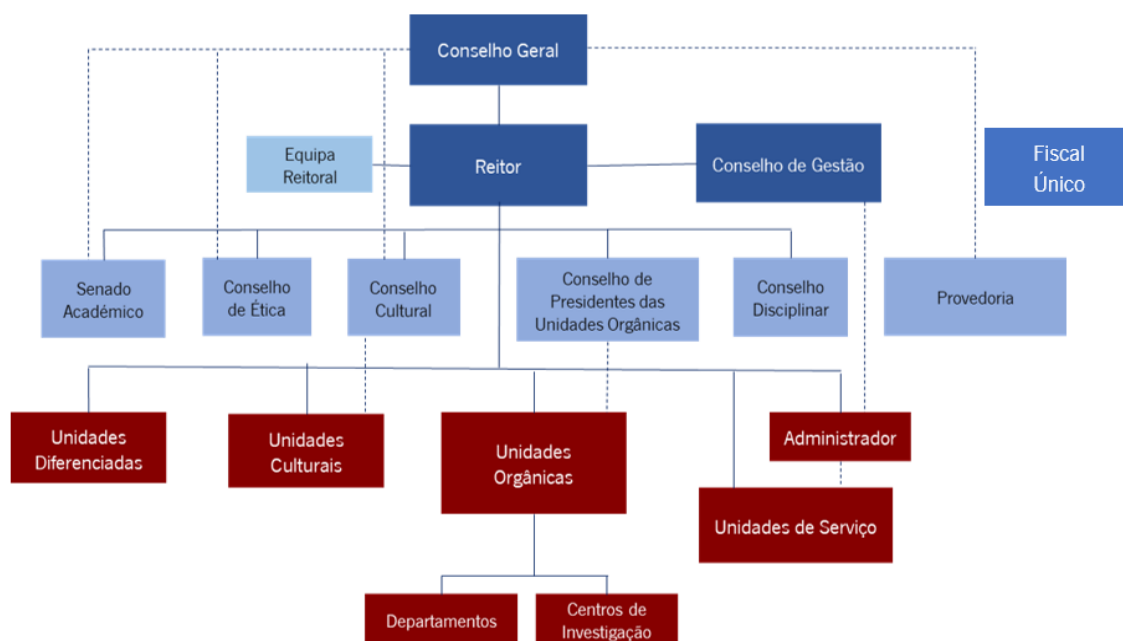 Conselho Geral
Equipa
Reitoral
Reitor
Conselho de Gestão
Fiscal
Único
Senado
Académico
Conselho
de Ética
Conselho
Cultural
Conselho de
Presidentes das
Unidades Orgânicas
Conselho
Disciplinar
Provedoria
Unidades
Diferenciadas
Unidades
Culturais
Unidades
Orgânicas
Administrador
Unidades de Serviço
Departamentos
Centros de
Investigação